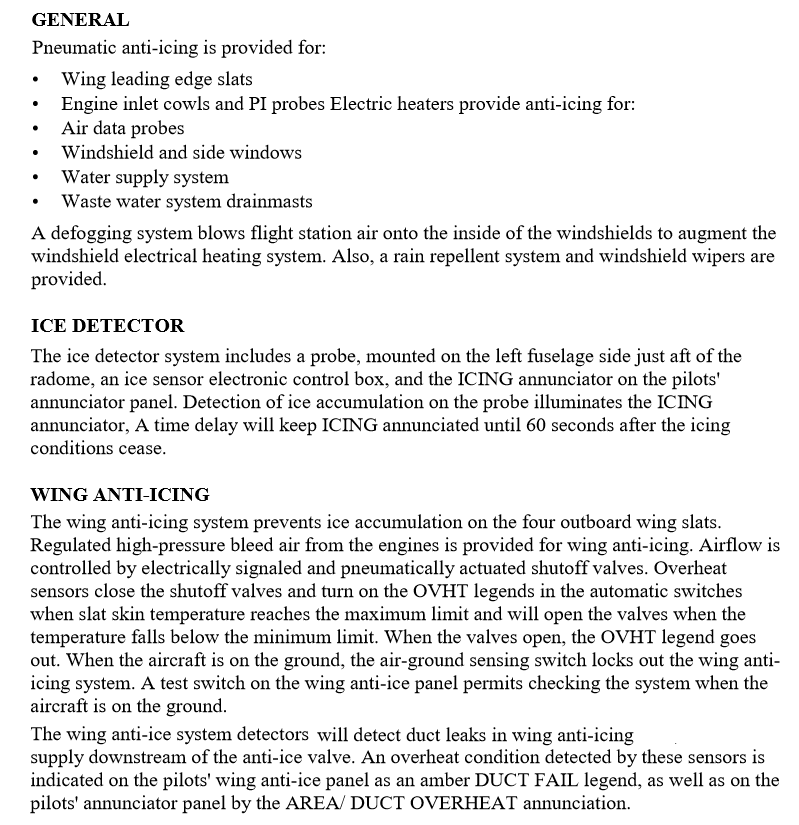 GENERAL
Pneumatic anti-icing is provided for:
• Wing leading edge slats
• Engine inlet cowls and PI probes Electric heaters provide anti-icing for:
• Air data probes
• Windshield and side windows
• Water supply system
• Waste water system drainmasts
A defogging system blows flight station air onto the inside of the windshields to augment the
windshield electrical heating system. Also, a rain repellent system and windshield wipers are
provided.
ICE DETECTOR
The ice detector system includes a probe, mounted on the left fuselage side just aft of the
radome, an ice sensor electronic control box, and the ICING annunciator on the pilots'
annunciator panel. Detection of ice accumulation on the probe illuminates the ICING
annunciator, A time delay will keep ICING annunciated until 60 seconds after the icing
conditions cease.
WING ANTI-ICING
The wing anti-icing system prevents ice accumulation on the four outboard wing slats.
Regulated high-pressure bleed air from the engines is provided for wing anti-icing. Airflow is
controlled by electrically signaled and pneumatically actuated shutoff valves. Overheat
sensors close the shutoff valves and turn on the OVHT legends in the automatic switches
when slat skin temperature reaches the maximum limit and will open the valves when the
temperature falls below the minimum limit. When the valves open, the OVHT legend goes
out. When the aircraft is on the ground, the air-ground sensing switch locks out the wing anti-
icing system. A test switch on the wing anti-ice panel permits checking the system when the
aircraft is on the ground.
The wing anti-ice system detectors will detect duct leaks in wing anti-icing
supply downstream of the anti-ice valve. An overheat condition detected by these sensors is
indicated on the pilots' wing anti-ice panel as an amber DUCT FAIL legend, as well as on the
pilots' annunciator panel by the AREA/ DUCT OVERHEAT annunciation.